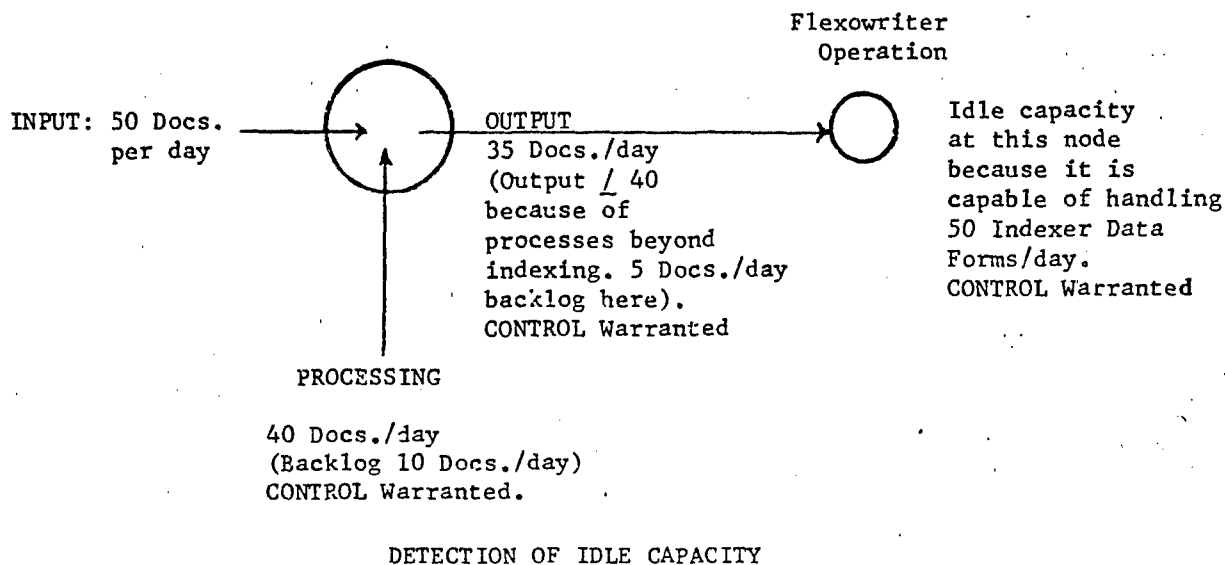 Flexowriter
Operation
INPUT: 50 Docs.
per day
OUTPUT
35 Docs./day
(Output / 40
because of
processes beyond
indexing. 5 Docs./day
backlog here).
CONTROL Warranted
Idle capacity
at this node
because it is
capable of handling
50 Indexer Data
Forms/day.
CONTROL Warranted
PROCESSING
40 Docs./day
(Backlog 10 Docs./day)
CONTROL Warranted.
DETECTION OF IDLE CAPACITY